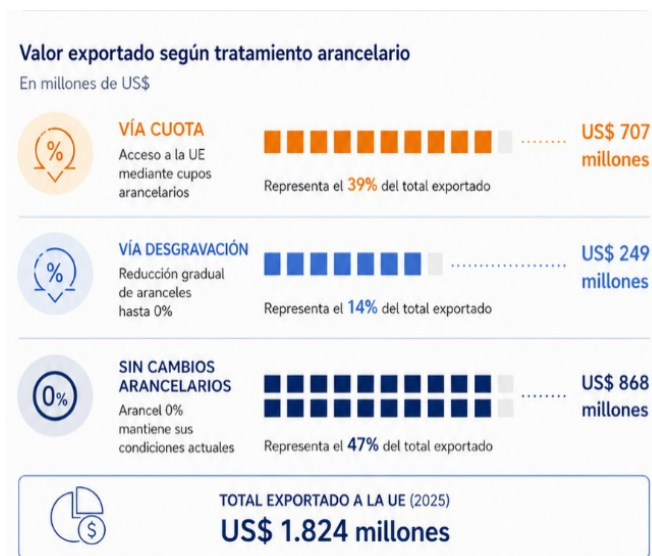 Valor exportado según tratamiento arancelario
En millones de US$
%
VÍA CUOTA
Acceso a la UE
mediante cupos
arancelarios
Representa el 39% del total exportado
US$ 707
millones
%
VÍA DESGRAVACIÓN
Reducción gradual
de aranceles
hasta 0%
Representa el 14% del total exportado
US$ 249
millones
0%
SIN CAMBIOS
ARANCELARIOS
Arancel 0%
mantiene sus
condiciones actuales
Representa el 47% del total exportado
US$ 868
millones
$
TOTAL EXPORTADO A LA UE (2025)
US$ 1.824 millones